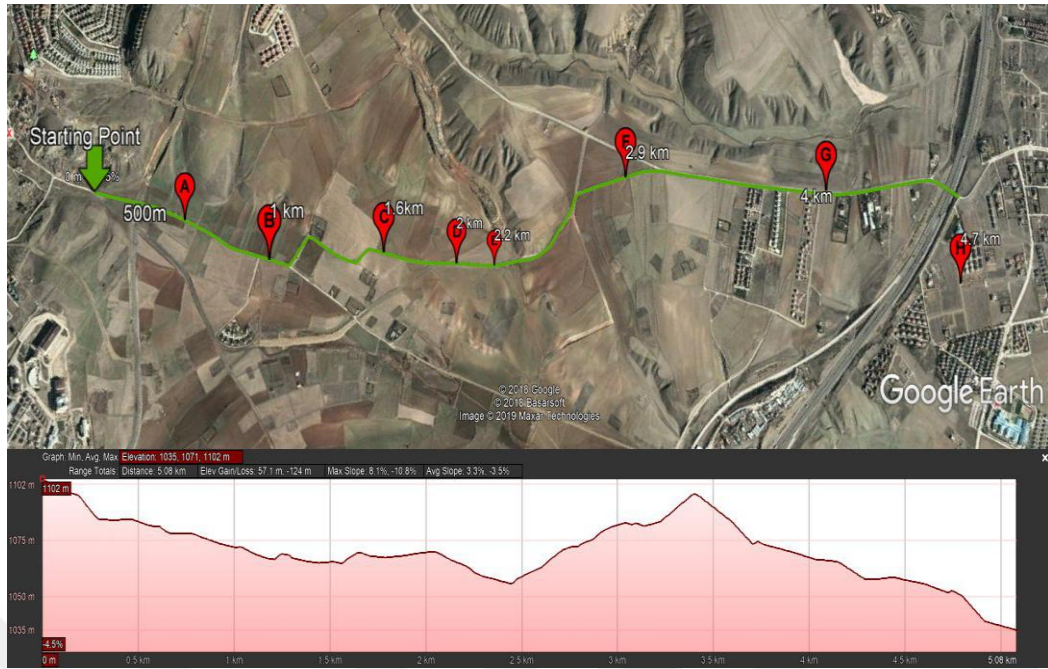 Starting Point
500m
A
B
1 km
C
1.6km
D
2 km
E
2.2 km
F
2.9 km
G
4 km
H
4.7 km
© 2018 Google
© 2018 Basarsoft
Image © 2019 Maxar Technologies
Google Earth
Graph: Min, Avg, Max Elevation: 1035, 1071, 1102 m
Range Totals: Distance: 5.08 km Elev Gain/Loss: 57.1 m, -124 m Max Slope: 8.1%, -10.8% Avg Slope: 3.3%, -3.5%
1102 m
1102 m
1075 m
1050 m
1035 m
-4.5%
0 m 0.5 km 1 km 1.5 km 2 km 2.5 km 3 km 3.5 km 4 km 4.5 km 5.08 km